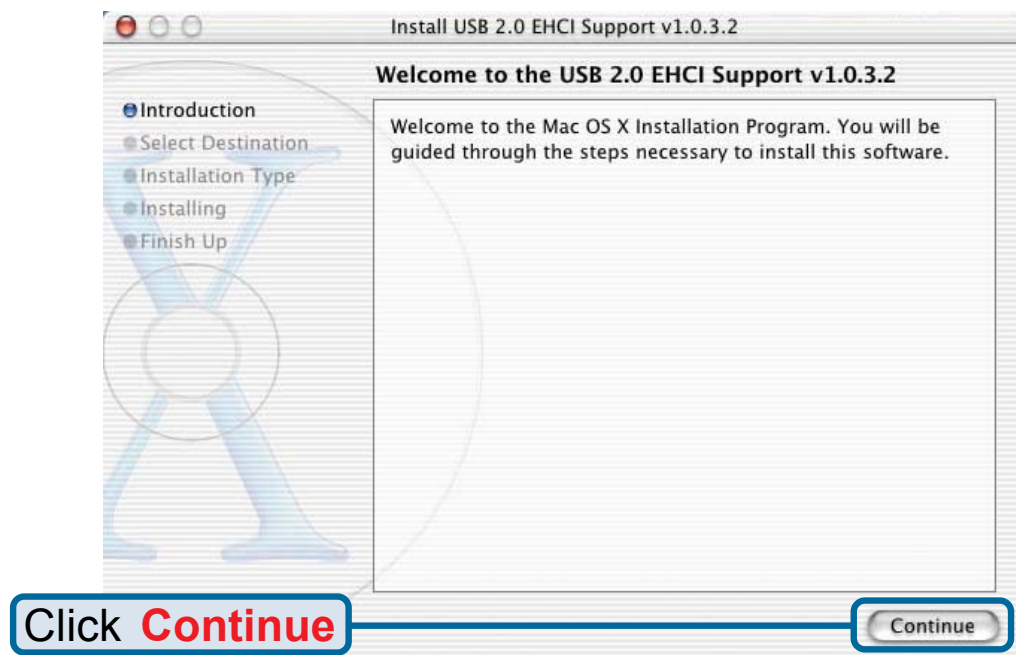 Install USB 2.0 EHCI Support v1.0.3.2
Welcome to the USB 2.0 EHCI Support v1.0.3.2
Introduction
Select Destination
Installation Type
Installing
Finish Up
Welcome to the Mac OS X Installation Program. You will be
guided through the steps necessary to install this software.
Click Continue
Continue